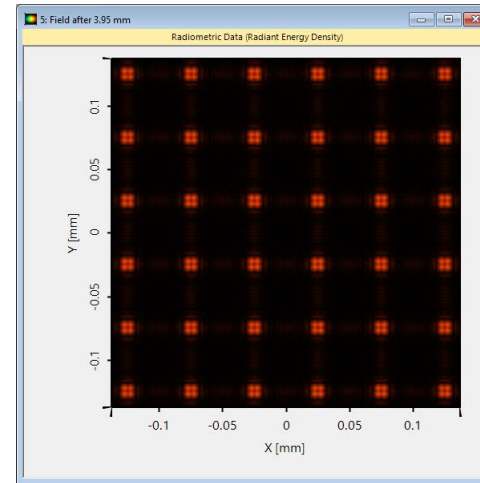 5: Field after 3.95 mm
Radiometric Data (Radiant Energy Density)
0.1
0.05
0
-0.05
-0.1
Y [mm]
-0.1
-0.05
0
0.05
0.1
X [mm]